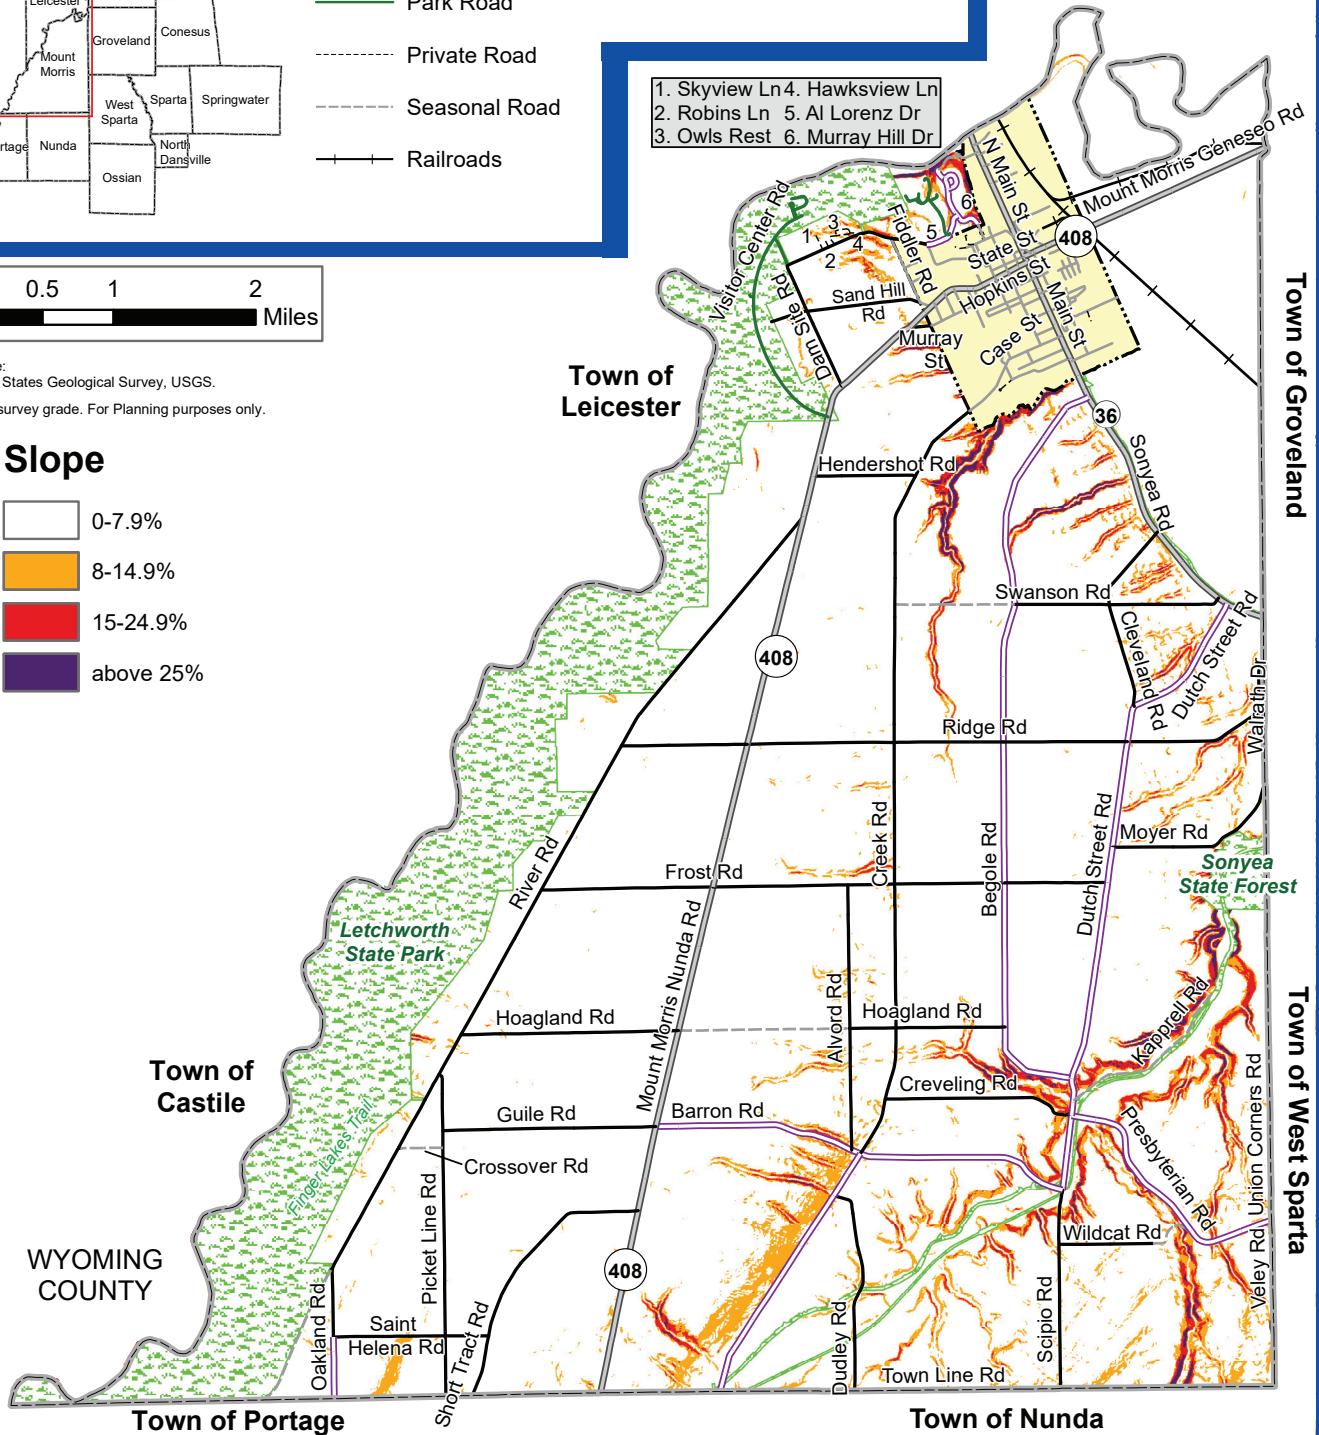 Leicester
Mount
Morris
Groveland
Conesus
West
Sparta
Sparta
Springwater
Nunda
North
Dansville
Ossian
Park Road
Private Road
Seasonal Road
Railroads
1. Skyview Ln 4. Hawksview Ln
2. Robins Ln 5. Al Lorenz Dr
3. Owls Rest 6. Murray Hill Dr
0.5 1 2
Miles
States Geological Survey, USGS.
survey grade. For Planning purposes only.
Slope
0-7.9%
8-14.9%
15-24.9%
above 25%
N Main St
Mount Morris Geneseo Rd
408
State St
Hopkins St
Main St
Case St
Murray
St
Fiddler Rd
Visitor Center Rd
Dam Site Rd
Sand Hill
Rd
1
2
3
4
5
6
Town of
Leicester
Town of Groveland
36
Sonyea Rd
Hendershot Rd
Swanson Rd
Cleveland Rd
Dutch Street Rd
Walrath Dr
408
Ridge Rd
Creek Rd
Begole Rd
Dutch Street Rd
Moyer Rd
Sonyea
State Forest
River Rd
Frost Rd
Letchworth
State Park
Mount Morris Nunda Rd
Alvord Rd
Hoagland Rd
Hoagland Rd
Kapprell Rd
Town of
Castile
Creveling Rd
Guile Rd
Barron Rd
Finger Lakes Trail
Crossover Rd
Presbyterian Rd
Union Corners Rd
Town of West Sparta
Picket Line Rd
Wildcat Rd
Veley Rd
WYOMING
COUNTY
408
Oakland Rd
Saint
Helena Rd
Short Tract Rd
Dudley Rd
Scipio Rd
Town Line Rd
Town of Portage
Town of Nunda